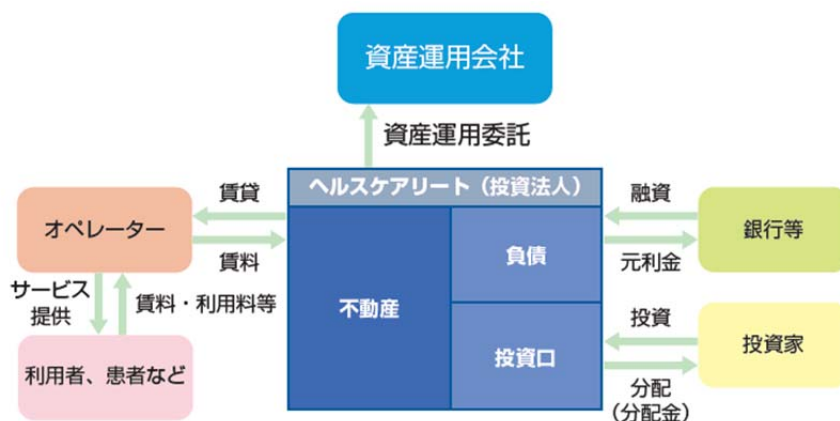 資産運用会社
資産運用委託
ヘルスケアリート（投資法人）
賃貸
オペレーター
賃料
サービス
提供
賃料・利用料等
利用者、患者など
不動産
負債
投資口
融資
銀行等
元利金
投資
投資家
分配
（分配金）